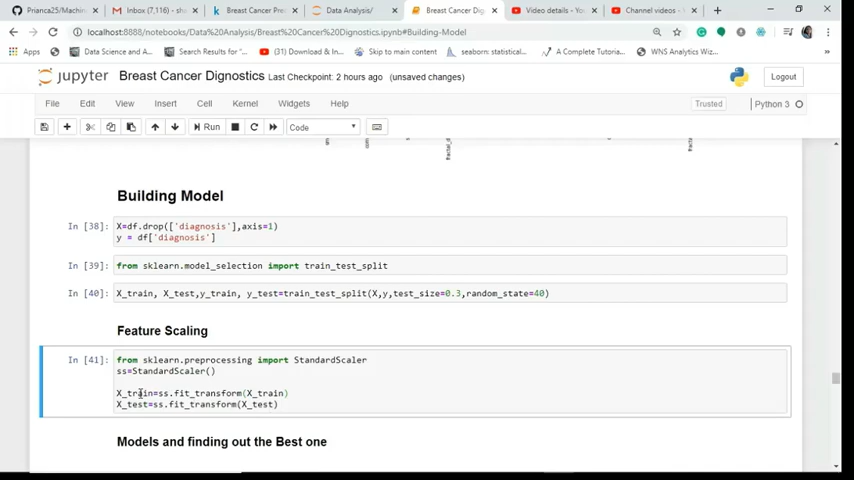 Prianca25/Machin
Inbox (7,116) - sha
Breast Cancer Pre
Data Analysis/
Breast Cancer Dig
Video details - You
Channel videos - Y
localhost:8888/notebooks/Data%20Analysis/Breast%20Cancer%20Dignostics.ipynb#Building-Model
Apps
Data Science and A...
Search Results for "...
(31) Download & In...
Skip to main content
seaborn: statistical...
A Complete Tutoria...
WNS Analytics Wiz...
jupyter Breast Cancer Dignostics Last Checkpoint: 2 hours ago (unsaved changes)
Logout
File Edit View Insert Cell Kernel Widgets Help
Trusted
Python 3
Run
Code
Building Model
In [38]: X=df.drop(['diagnosis'],axis=1)
y = df['diagnosis']
In [39]: from sklearn.model_selection import train_test_split
In [40]: X_train, X_test,y_train, y_test=train_test_split(X,y,test_size=0.3,random_state=40)
Feature Scaling
In [41]: from sklearn.preprocessing import StandardScaler
ss=StandardScaler()
X_train=ss.fit_transform(X_train)
X_test=ss.fit_transform(X_test)
Models and finding out the Best one